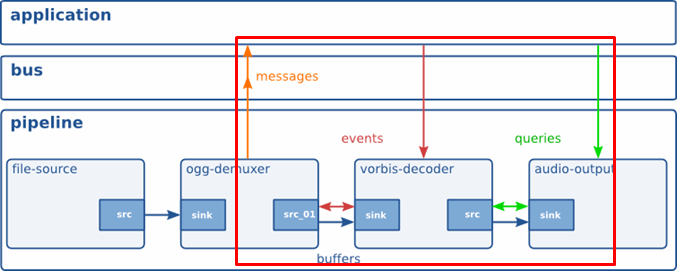 application
bus
messages
pipeline
events
queries
file-source
ogg-demuxer
vorbis-decoder
audio-output
src
sink
src_01
sink
src
sink
buffers